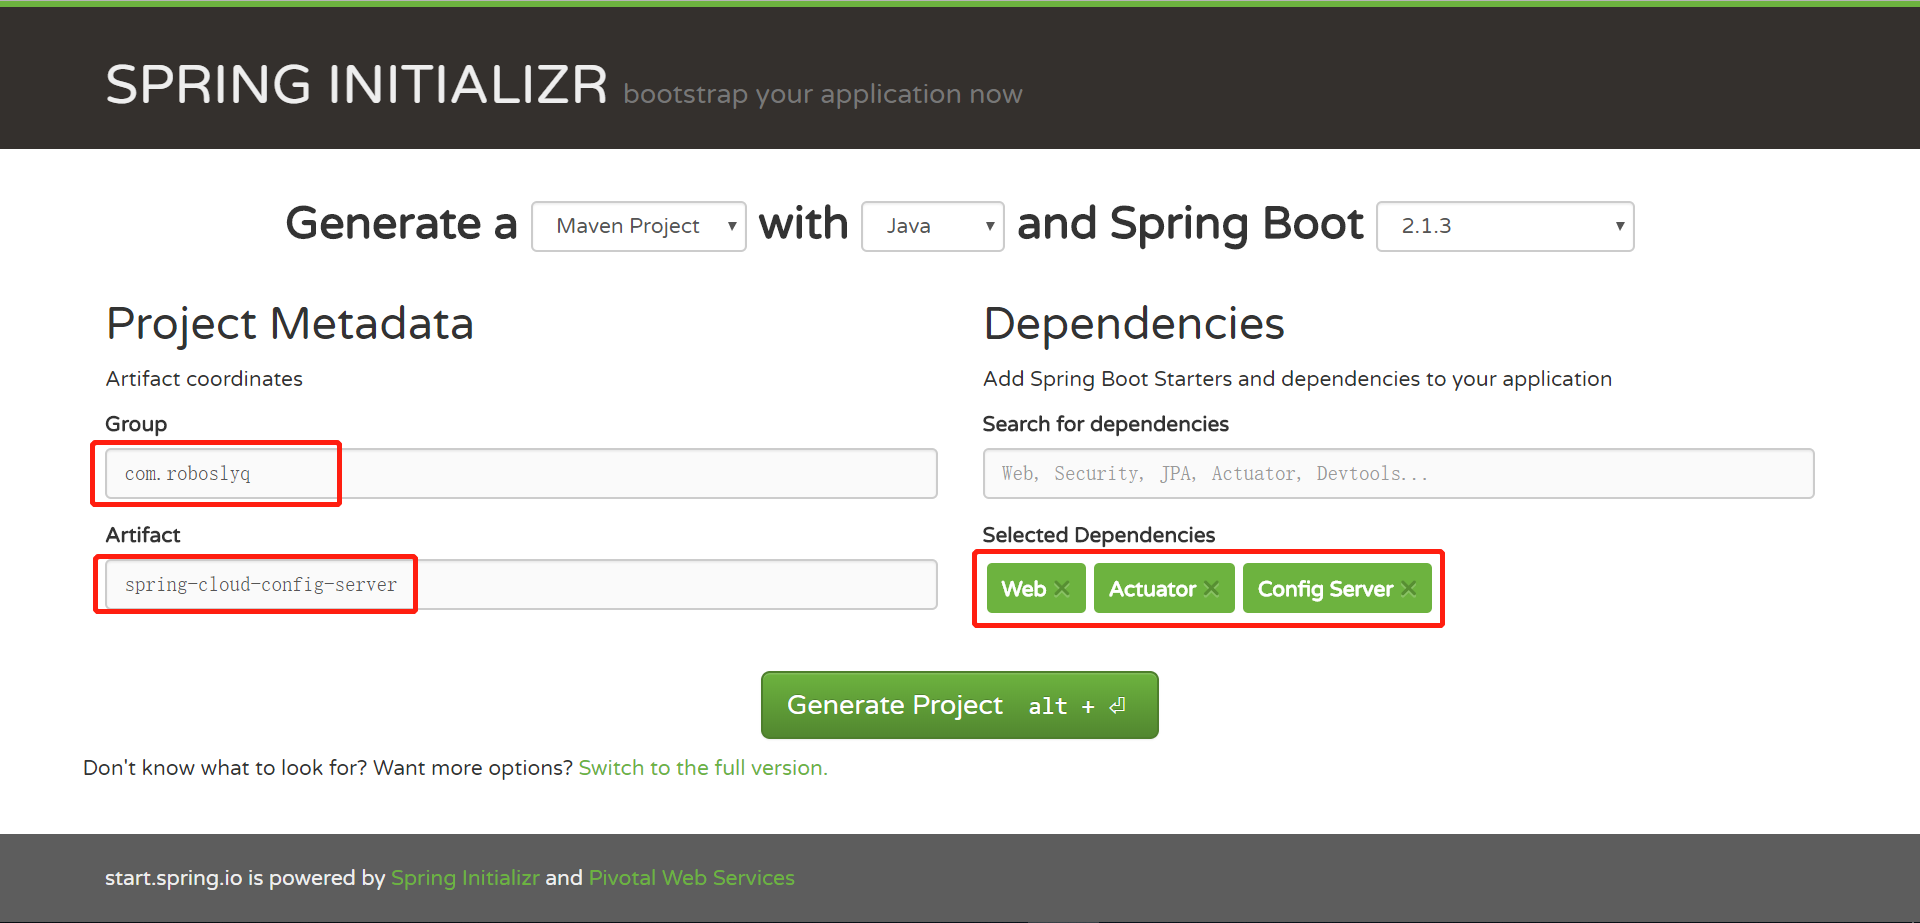 SPRING INITIALIZR bootstrap your application now
Generate a Maven Project with Java and Spring Boot 2.1.3
Project Metadata
Artifact coordinates
Group
com.roboslyq
Artifact
spring-cloud-config-server
Dependencies
Add Spring Boot Starters and dependencies to your application
Search for dependencies
Web, Security, JPA, Actuator, Devtools...
Selected Dependencies
Web × Actuator × Config Server ×
Generate Project alt + ⏎
Don't know what to look for? Want more options? Switch to the full version.
start.spring.io is powered by Spring Initializr and Pivotal Web Services